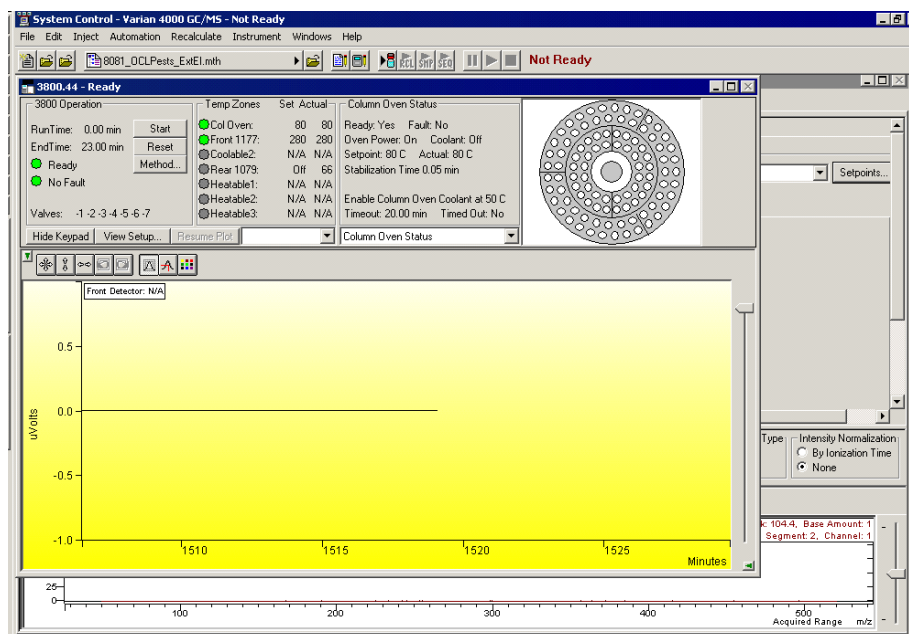 System Control - Varian 4000 GC/MS - Not Ready
File Edit Inject Automation Recalculate Instrument Windows Help
8081_OCLPests_ExtEI.mth RCL SMP SEQ Not Ready
3800.44 - Ready
3800 Operation
RunTime: 0.00 min Start
EndTime: 23.00 min Reset
Ready Method...
No Fault
Valves: -1 -2 -3 -4 -5 -6 -7
Temp Zones Set Actual
Col Oven: 80 80
Front 1177: 280 280
Coolable2: N/A N/A
Rear 1079: Off 66
Heatable1: N/A N/A
Heatable2: N/A N/A
Heatable3: N/A N/A
Column Oven Status
Ready: Yes Fault: No
Oven Power: On Coolant: Off
Setpoint: 80 C Actual: 80 C
Stabilization Time 0.05 min
Enable Column Oven Coolant at 50 C
Timeout: 20.00 min Timed Out: No
Hide Keypad View Setup... Resume Plot Column Oven Status
Setpoints...
Front Detector: N/A
0.5
0.0
-0.5
-1.0
uVolts
1510 1515 1520 1525
Minutes
Type Intensity Normalization
By Ionization Time
None
104.4, Base Amount: 1
Segment: 2, Channel: 1
25
0
100 200 300 400 500
Acquired Range m/z